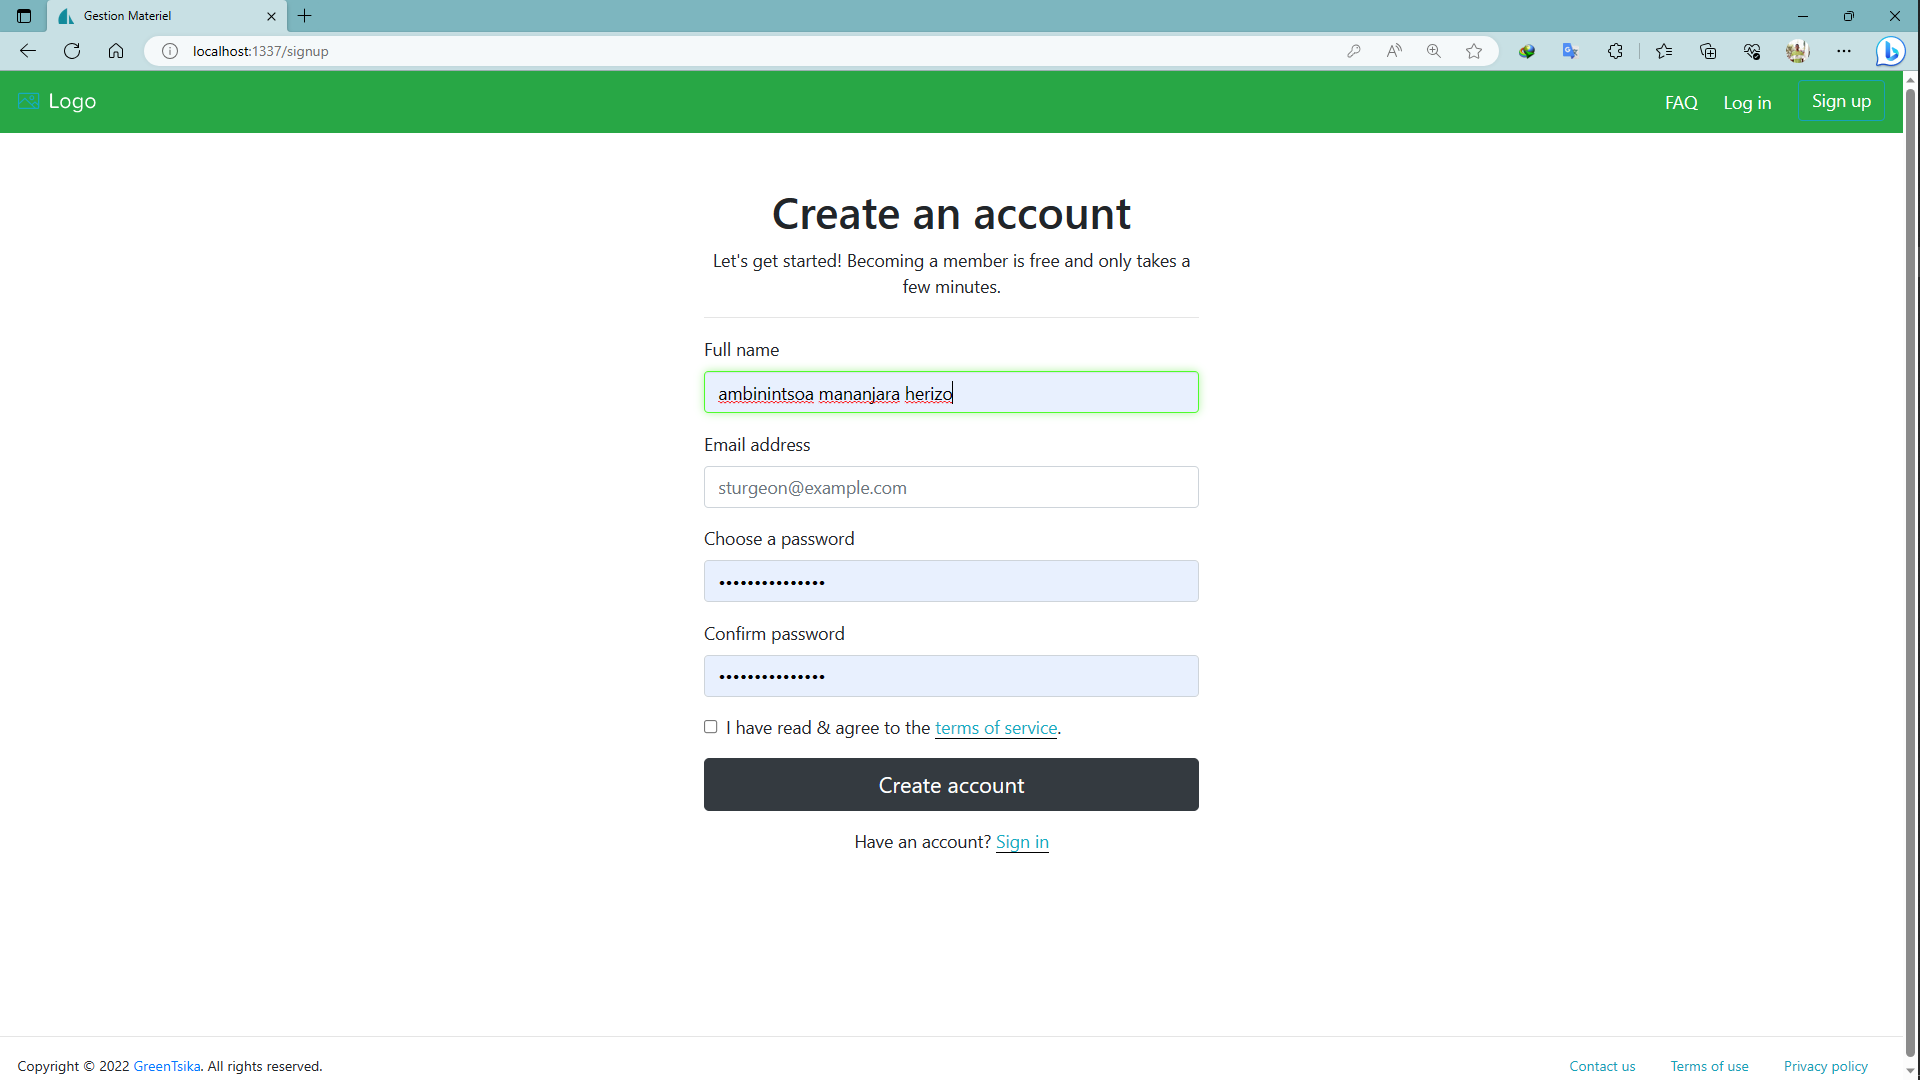 Gestion Materiel
localhost:1337/signup
Logo
FAQ
Log in
Sign up
Create an account
Let's get started! Becoming a member is free and only takes a
few minutes.
Full name
ambinintsoa mananjara herizo
Email address
sturgeon@example.com
Choose a password
•••••••••••••••
Confirm password
•••••••••••••••
I have read & agree to the terms of service.
Create account
Have an account? Sign in
Copyright © 2022 GreenTsika. All rights reserved.
Contact us
Terms of use
Privacy policy